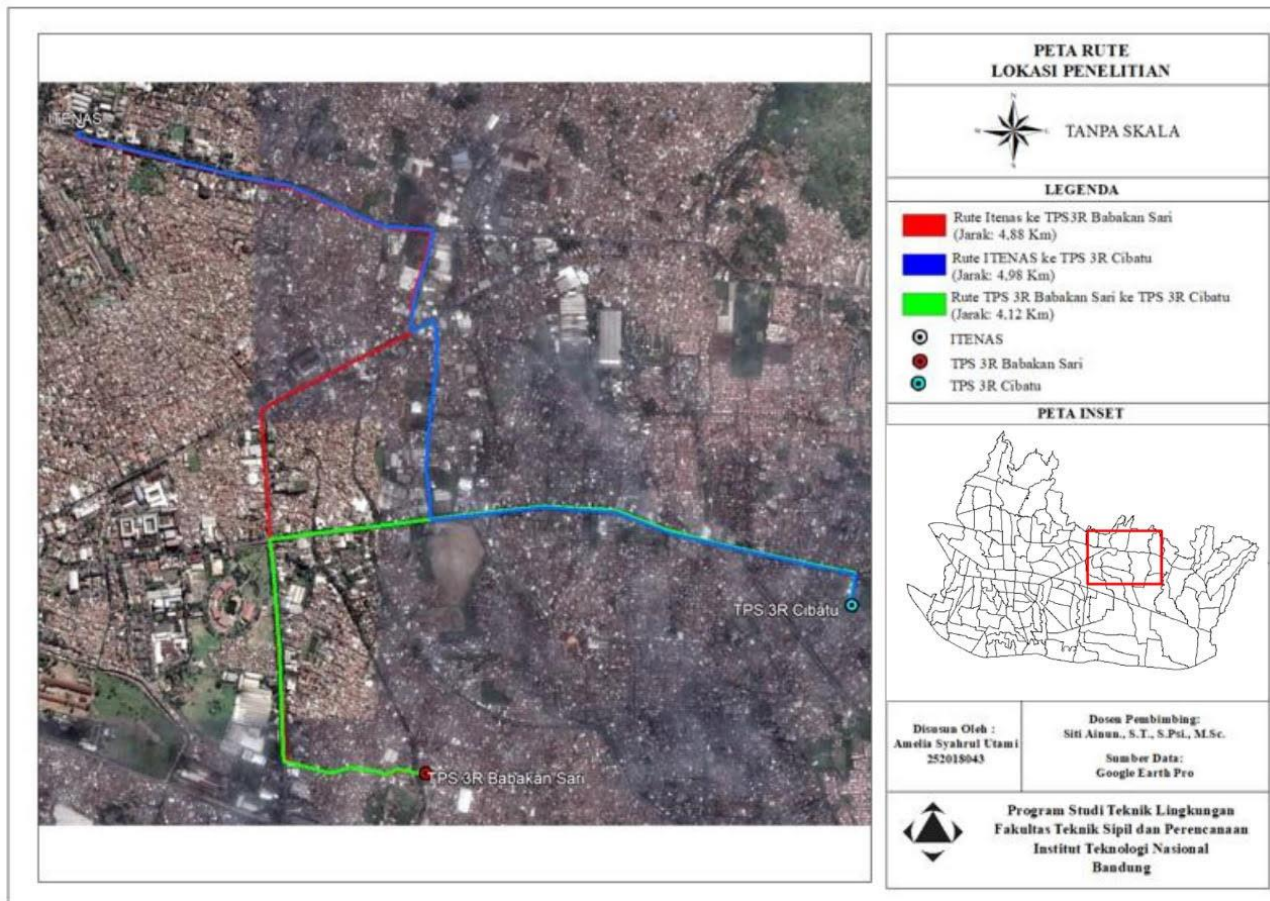 ITENAS
TPS 3R Cibatu
TPS 3R Babakan Sari
PETA RUTE
LOKASI PENELITIAN
N
TANPA SKALA
LEGENDA
Rute Itenas ke TPS3R Babakan Sari
(Jarak: 4,88 Km)
Rute ITENAS ke TPS 3R Cibatu
(Jarak: 4,98 Km)
Rute TPS 3R Babakan Sari ke TPS 3R Cibatu
(Jarak: 4,12 Km)
ITENAS
TPS 3R Babakan Sari
TPS 3R Cibatu
PETA INSET
Disusun Oleh :
Amelia Syahrul Utami
252018043
Dosen Pembimbing:
Siti Ainun., S.T., S.Psi., M.Sc.
Sumber Data:
Google Earth Pro
Program Studi Teknik Lingkungan
Fakultas Teknik Sipil dan Perencanaan
Institut Teknologi Nasional
Bandung